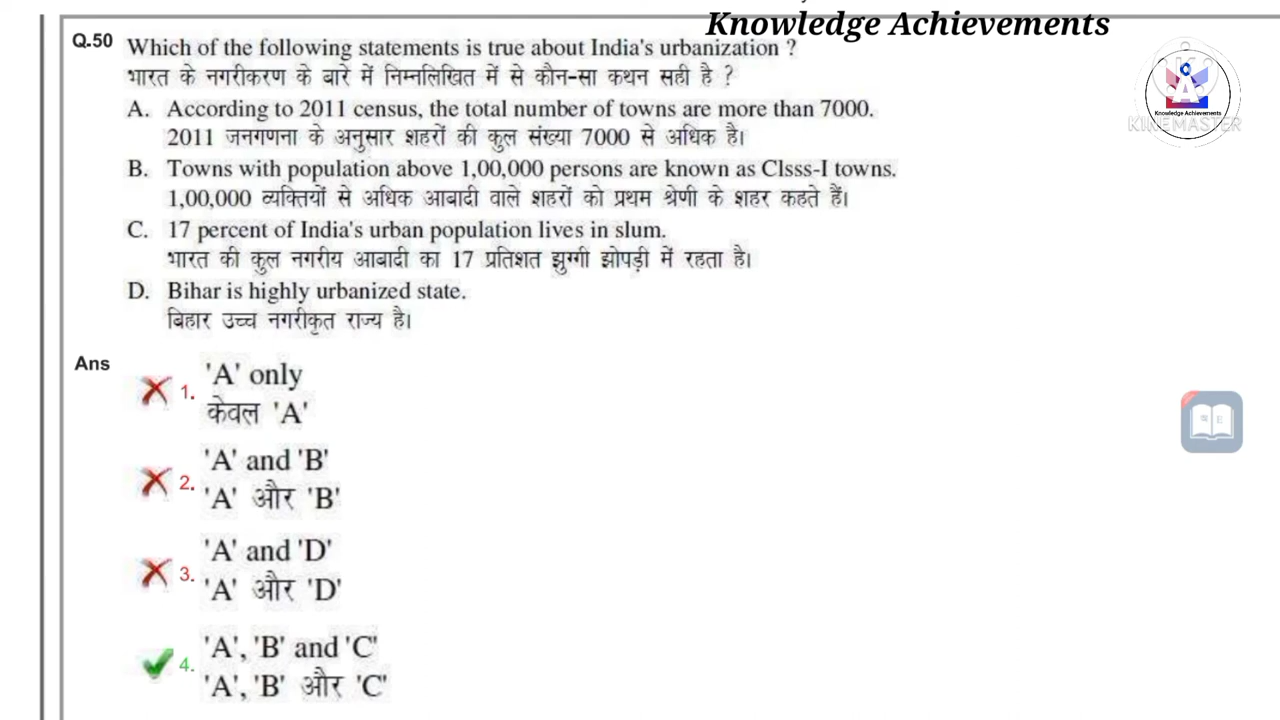 Knowledge Achievements
Q.50 Which of the following statements is true about India's urbanization ?
भारत के नगरीकरण के बारे में निम्नलिखित में से कौन-सा कथन सही है ?
A. According to 2011 census, the total number of towns are more than 7000.
2011 जनगणना के अनुसार शहरों की कुल संख्या 7000 से अधिक है।
B. Towns with population above 1,00,000 persons are known as Clsss-I towns.
1,00,000 व्यक्तियों से अधिक आबादी वाले शहरों को प्रथम श्रेणी के शहर कहते हैं।
C. 17 percent of India's urban population lives in slum.
भारत की कुल नगरीय आबादी का 17 प्रतिशत झुग्गी झोपड़ी में रहता है।
D. Bihar is highly urbanized state.
बिहार उच्च नगरीकृत राज्य है।
Ans
1. 'A' only
केवल 'A'
2. 'A' and 'B'
'A' और 'B'
3. 'A' and 'D'
'A' और 'D'
4. 'A', 'B' and 'C'
'A', 'B' और 'C'
Knowledge Achievements
KINEMASTER